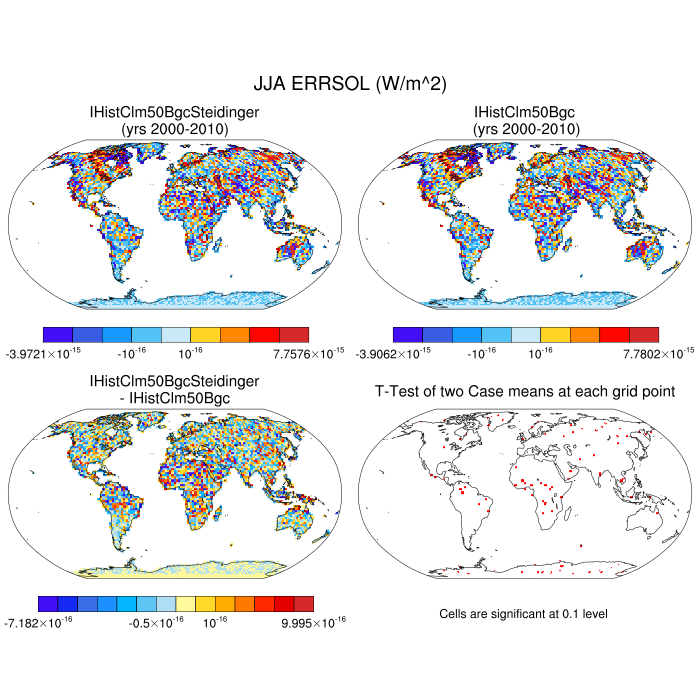 JJA ERRSOL (W/m^2)
IHistClm50BgcSteidinger
(yrs 2000-2010)
IHistClm50Bgc
(yrs 2000-2010)
-3.9721×10^-15 -10^-16 10^-16 7.7576×10^-15
-3.9062×10^-15 -10^-16 10^-16 7.7802×10^-15
IHistClm50BgcSteidinger
- IHistClm50Bgc
T-Test of two Case means at each grid point
-7.182×10^-16 -0.5×10^-16 10^-16 9.995×10^-16
Cells are significant at 0.1 level